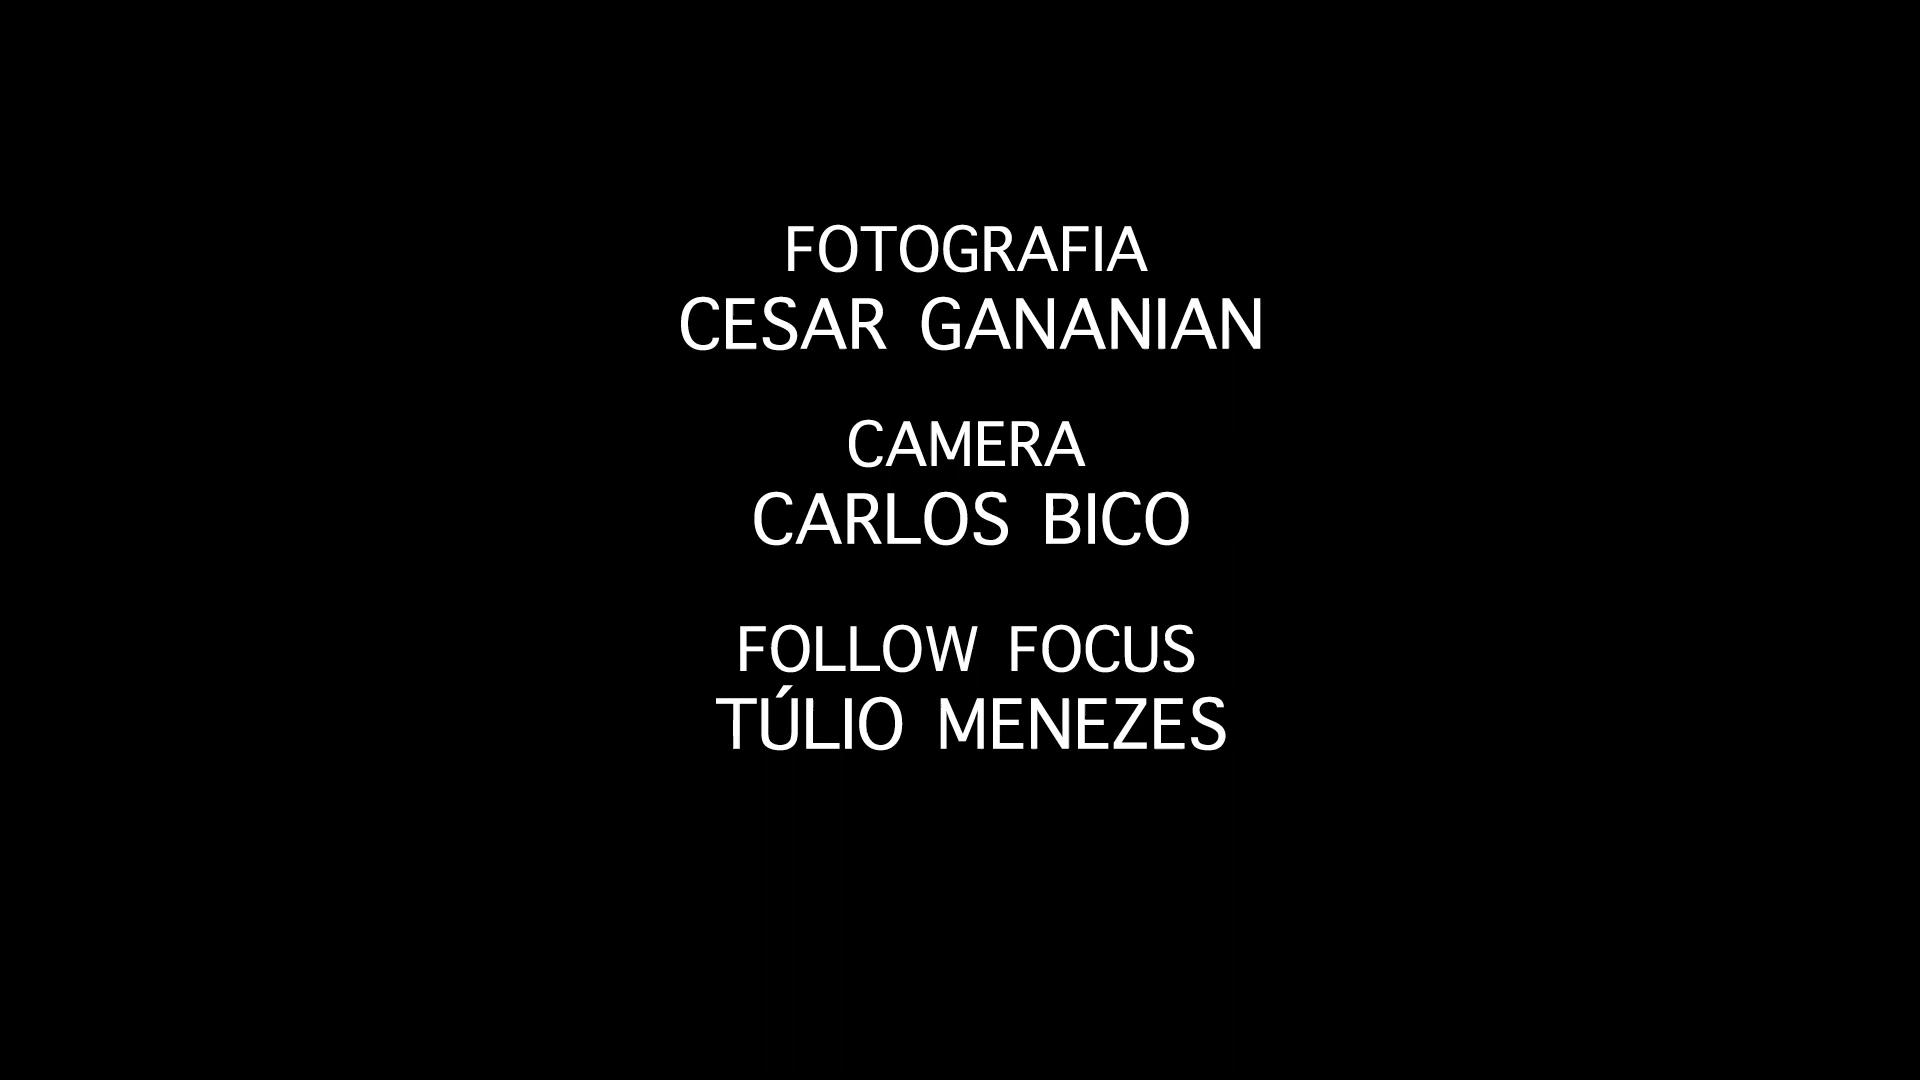 FOTOGRAFIA
CESAR GANANIAN
CAMERA
CARLOS BICO
FOLLOW FOCUS
TÚLIO MENEZES